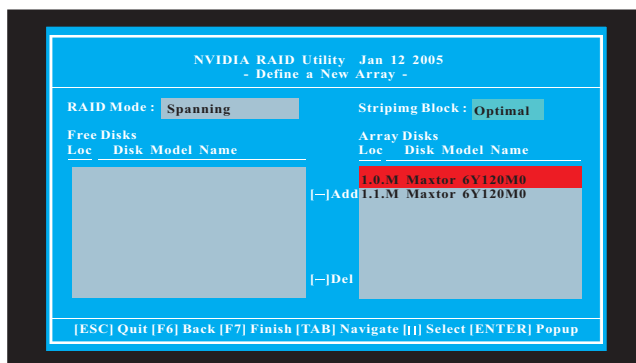 NVIDIA RAID Utility Jan 12 2005
- Define a New Array -
RAID Mode : Spanning
Stripimg Block : Optimal
Free Disks
Loc Disk Model Name
Array Disks
Loc Disk Model Name
1.0.M Maxtor 6Y120M0
[—]Add
1.1.M Maxtor 6Y120M0
[—]Del
[ESC] Quit [F6] Back [F7] Finish [TAB] Navigate [||] Select [ENTER] Popup